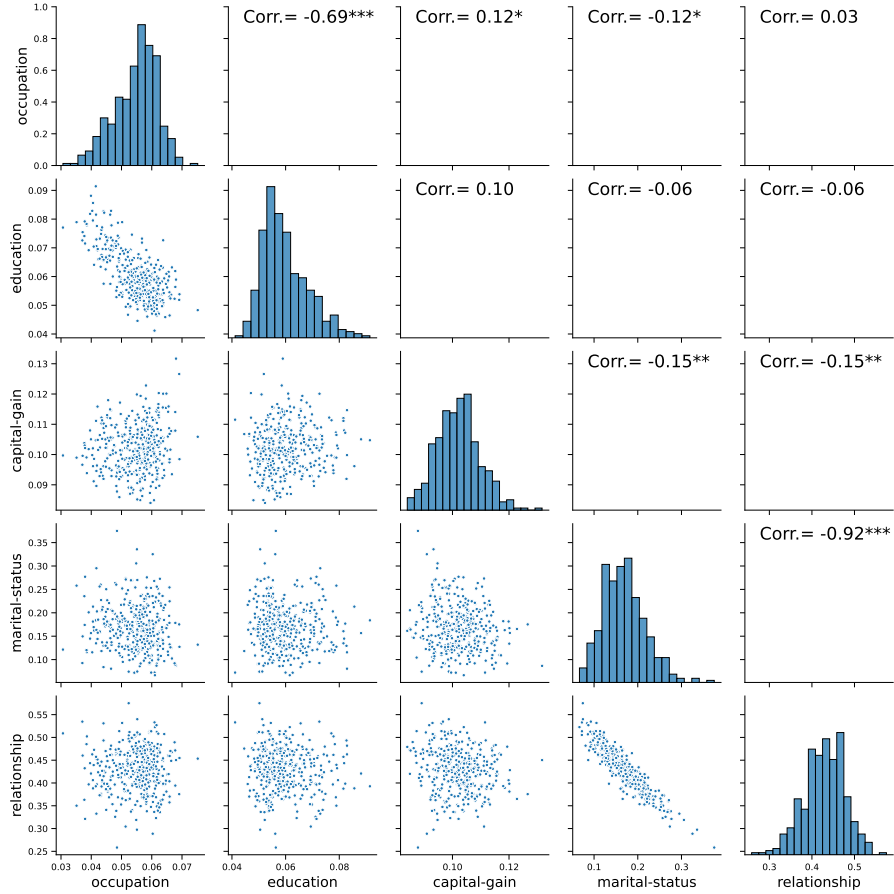 1.0
0.8
0.6
0.4
0.2
0.0
occupation
Corr.= -0.69***
Corr.= 0.12*
Corr.= -0.12*
Corr.= 0.03
0.09
0.08
0.07
0.06
0.05
0.04
education
Corr.= 0.10
Corr.= -0.06
Corr.= -0.06
0.13
0.12
0.11
0.10
0.09
capital-gain
Corr.= -0.15**
Corr.= -0.15**
0.35
0.30
0.25
0.20
0.15
0.10
marital-status
Corr.= -0.92***
0.55
0.50
0.45
0.40
0.35
0.30
0.25
relationship
0.03 0.04 0.05 0.06 0.07
occupation
0.04 0.06 0.08
education
0.10 0.12
capital-gain
0.1 0.2 0.3
marital-status
0.3 0.4 0.5
relationship